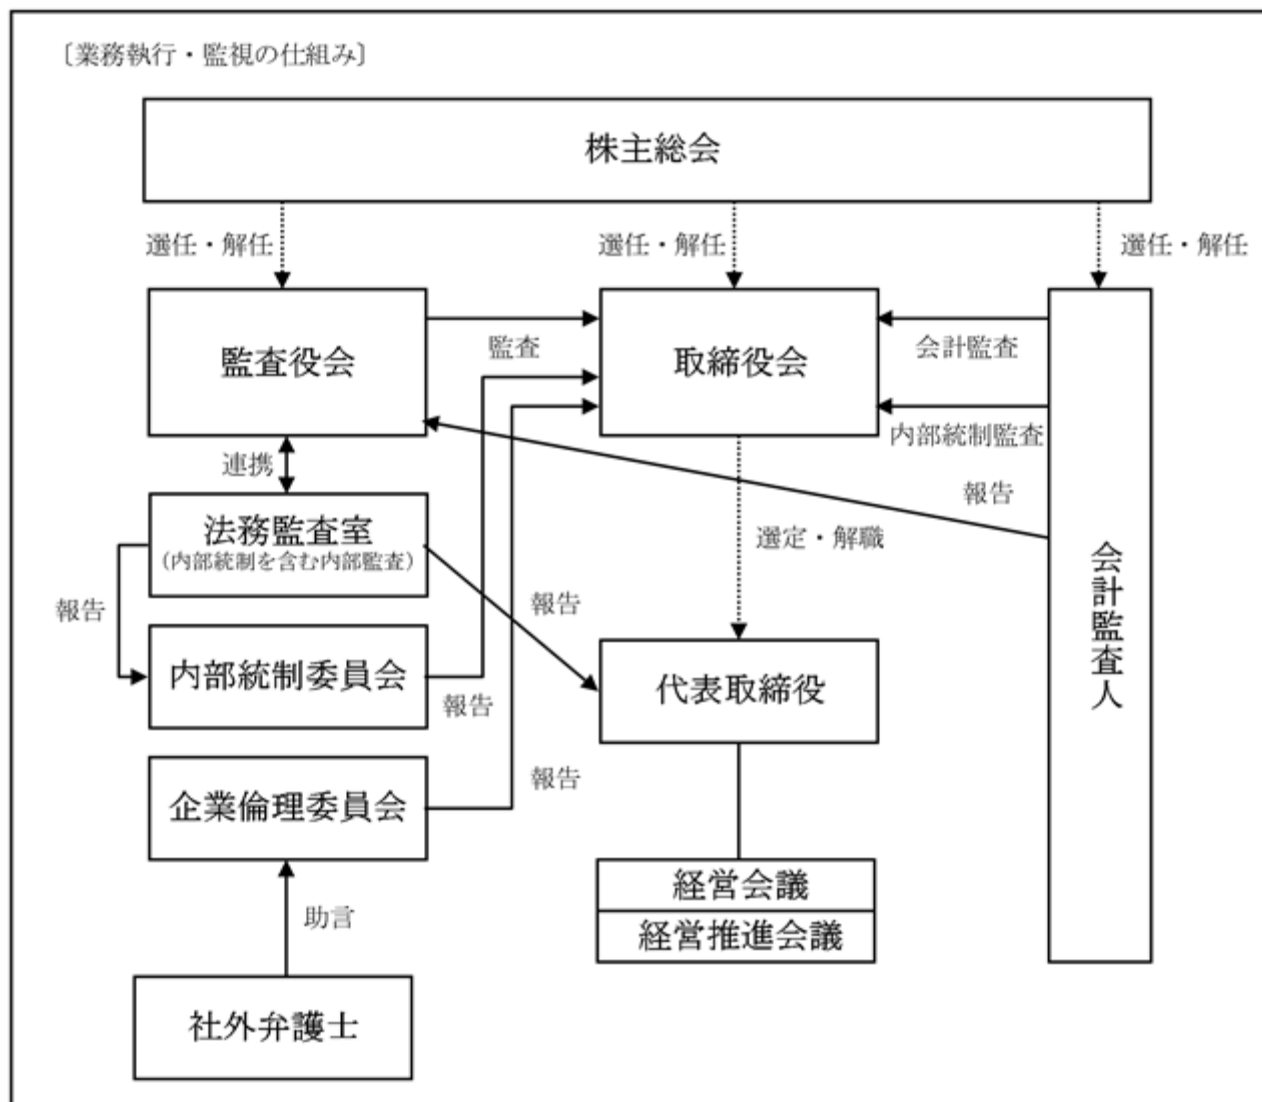 〔業務執行・監視の仕組み〕
株主総会
選任・解任
選任・解任
選任・解任
監査役会
監査
取締役会
会計監査
内部統制監査
報告
連携
法務監査室
(内部統制を含む内部監査)
選定・解職
報告
報告
内部統制委員会
報告
代表取締役
会計監査人
企業倫理委員会
報告
経営会議
経営推進会議
助言
社外弁護士